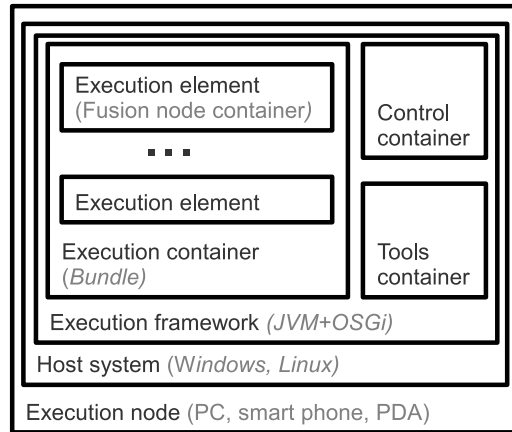 Execution element
(Fusion node container)
...
Execution element
Execution container
(Bundle)
Control
container
Tools
container
Execution framework (JVM+OSGi)
Host system (Windows, Linux)
Execution node (PC, smart phone, PDA)